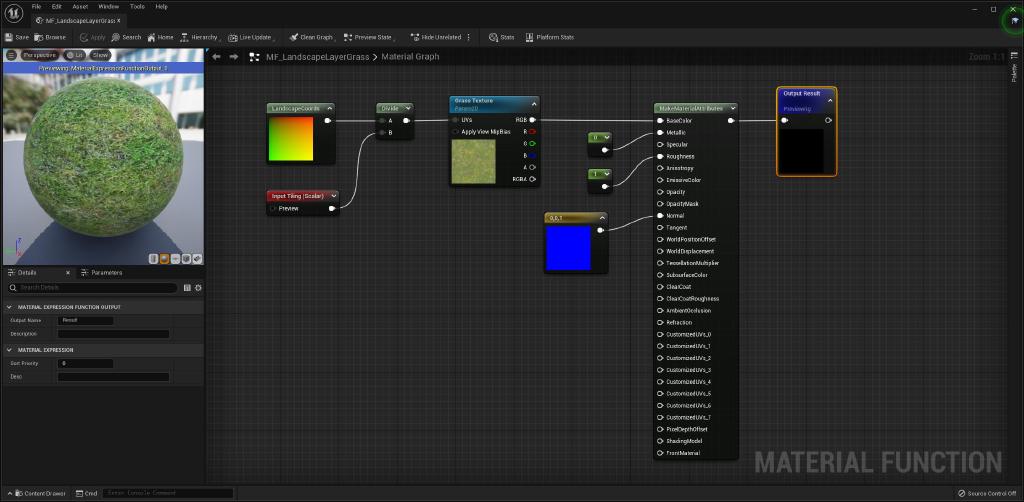 File Edit Asset Window Tools Help
MF_LandscapeLayerGrass X
Save Browse Apply Search Home Hierarchy Live Update Clean Graph Preview State Hide Unrelated Stats Platform Stats
Perspective Lit Show
MF_LandscapeLayerGrass > Material Graph
Zoom 1:1
Palette
Previewing: MaterialExpressionFunctionOutput_0
LandscapeCoords
Divide
A
B
Input Tiling (Scalar)
Preview
Grass Texture
Param2D
UVs RGB
Apply View MipBias R
G
B
A
RGBA
0
1
0,0,1
MakeMaterialAttributes
BaseColor
Metallic
Specular
Roughness
Anisotropy
EmissiveColor
Opacity
OpacityMask
Normal
Tangent
WorldPositionOffset
WorldDisplacement
TessellationMultiplier
SubsurfaceColor
ClearCoat
ClearCoatRoughness
AmbientOcclusion
Refraction
CustomizedUVs_0
CustomizedUVs_1
CustomizedUVs_2
CustomizedUVs_3
CustomizedUVs_4
CustomizedUVs_5
CustomizedUVs_6
CustomizedUVs_7
PixelDepthOffset
ShadingModel
FrontMaterial
Output Result
Previewing
Z
Details X Parameters
Search Details
MATERIAL EXPRESSION FUNCTION OUTPUT
Output Name Result
Description
MATERIAL EXPRESSION
Sort Priority 0
Desc
MATERIAL FUNCTION
Content Drawer Cmd Enter Console Command Source Control Off